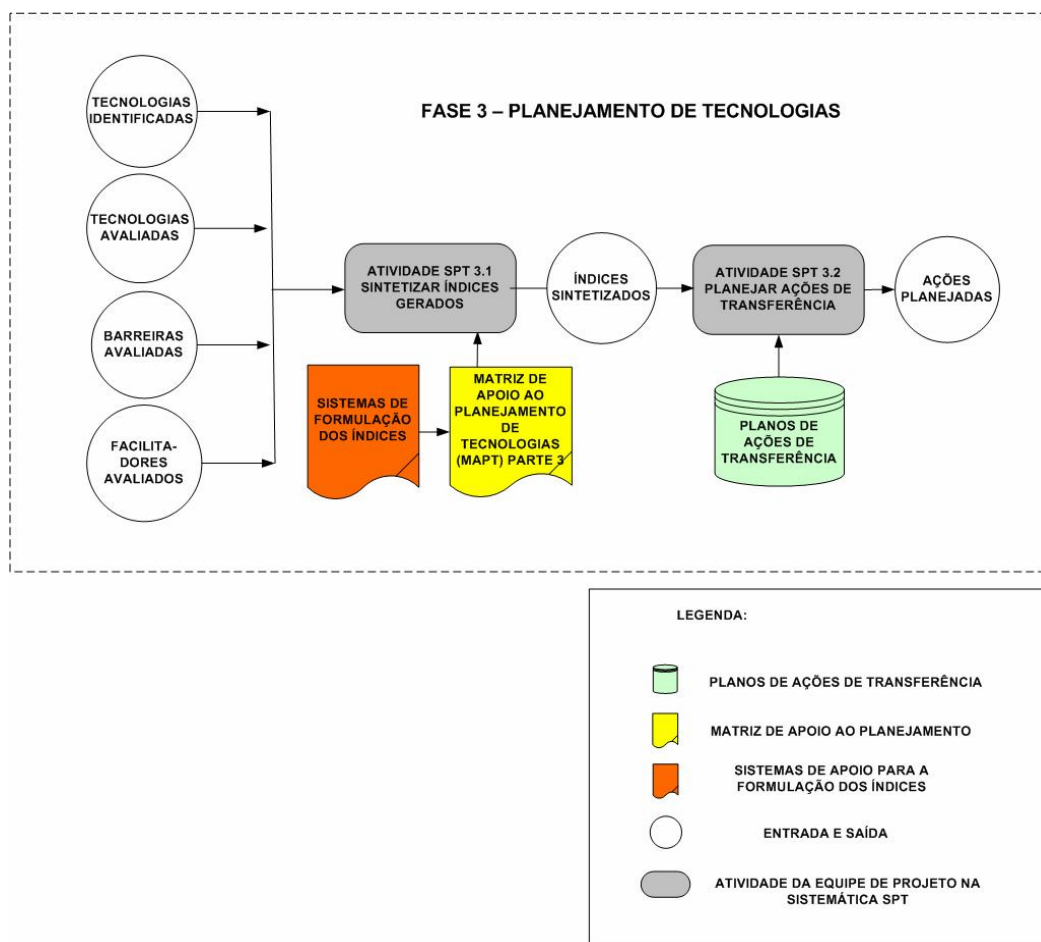 FASE 3 – PLANEJAMENTO DE TECNOLOGIAS
TECNOLOGIAS
IDENTIFICADAS
TECNOLOGIAS
AVALIADAS
BARREIRAS
AVALIADAS
FACILITA-
DORES
AVALIADOS
ATIVIDADE SPT 3.1
SINTETIZAR ÍNDICES
GERADOS
ÍNDICES
SINTETIZADOS
ATIVIDADE SPT 3.2
PLANEJAR AÇÕES DE
TRANSFERÊNCIA
AÇÕES
PLANEJADAS
SISTEMAS DE
FORMULAÇÃO
DOS ÍNDICES
MATRIZ DE
APOIO AO
PLANEJAMENTO
DE
TECNOLOGIAS
(MAPT) PARTE 3
PLANOS DE
AÇÕES DE
TRANSFERÊNCIA
LEGENDA:
PLANOS DE AÇÕES DE TRANSFERÊNCIA
MATRIZ DE APOIO AO PLANEJAMENTO
SISTEMAS DE APOIO PARA A
FORMULAÇÃO DOS ÍNDICES
ENTRADA E SAÍDA
ATIVIDADE DA EQUIPE DE PROJETO NA
SISTEMÁTICA SPT